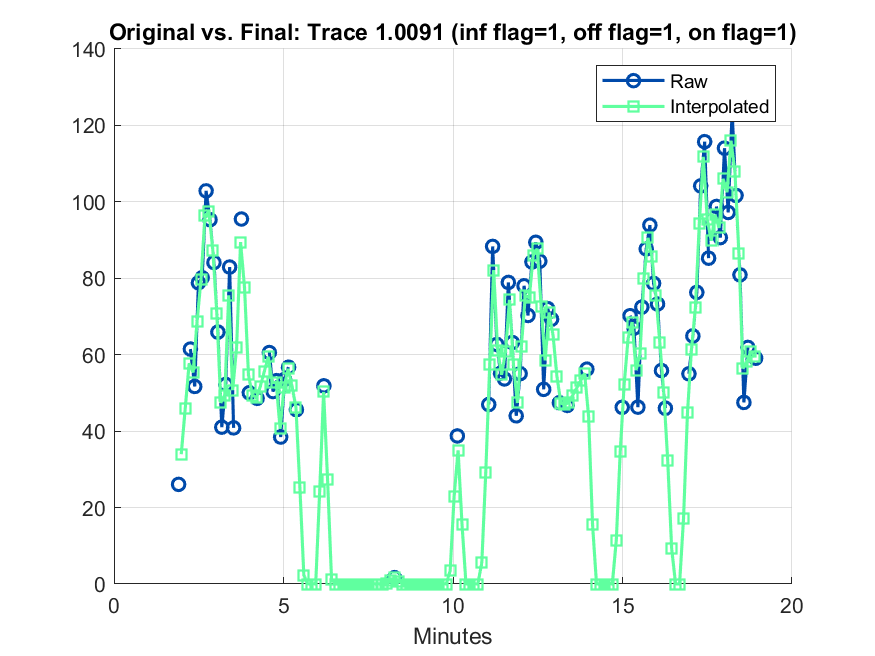 Original vs. Final: Trace 1.0091 (inf flag=1, off flag=1, on flag=1)
140
120
100
80
60
40
20
0
Raw
Interpolated
0 5 10 15 20
Minutes